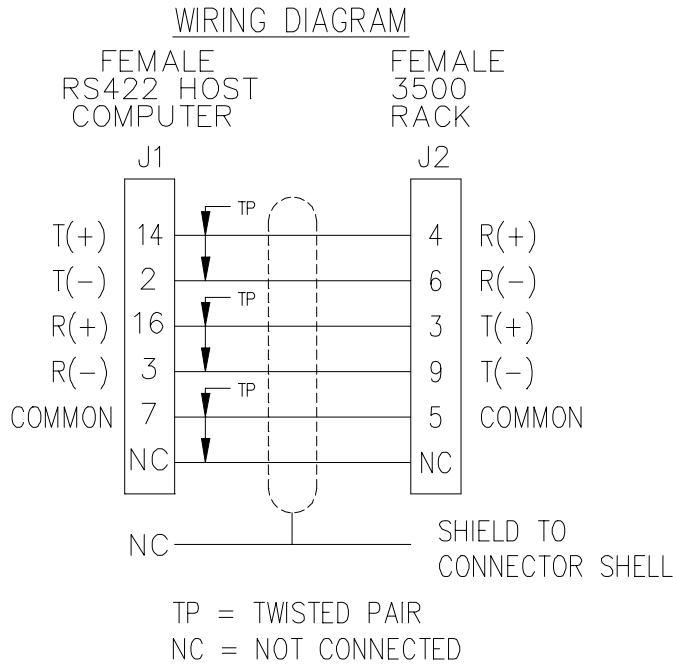 WIRING DIAGRAM
FEMALE
RS422 HOST
COMPUTER
FEMALE
3500
RACK
J1
J2
TP
T(+) 14 4 R(+)
T(-) 2 6 R(-)
TP
R(+) 16 3 T(+)
R(-) 3 9 T(-)
TP
COMMON 7 5 COMMON
NC NC
NC
SHIELD TO
CONNECTOR SHELL
TP = TWISTED PAIR
NC = NOT CONNECTED